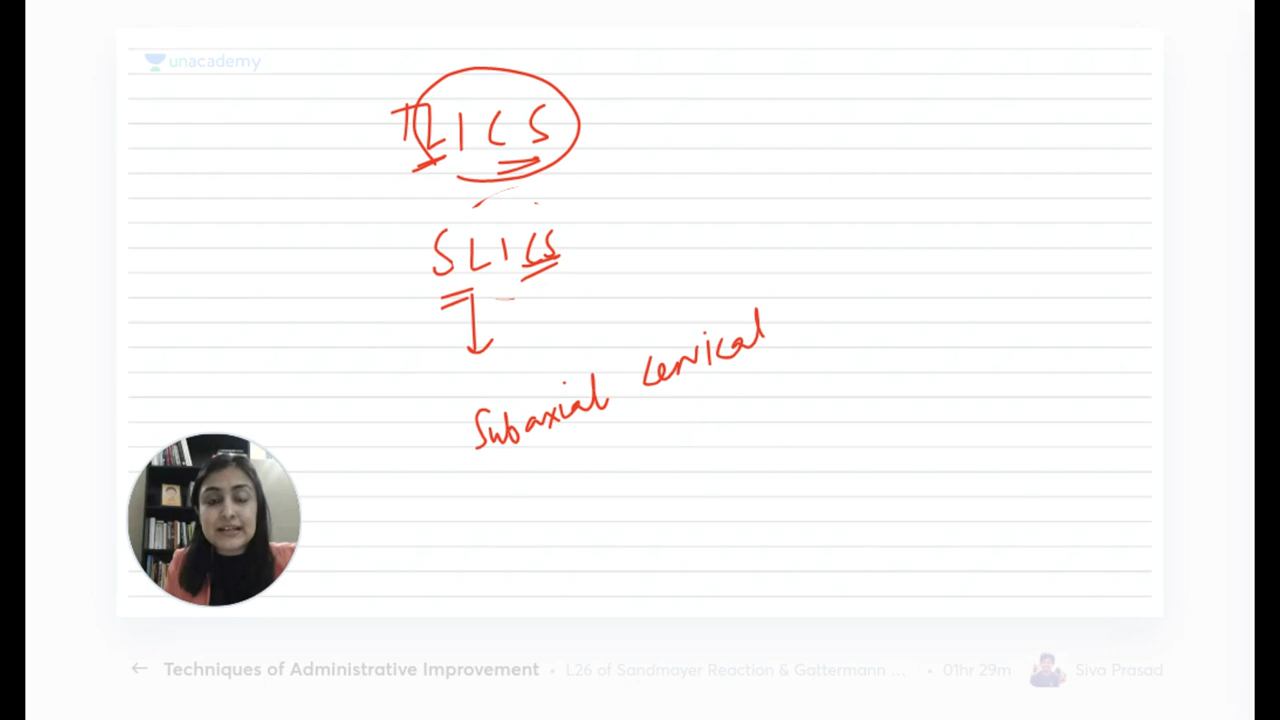 unacademy
TLICS
SLICS
Subaxial cervical
← Techniques of Administrative Improvement • L26 of Sandmayer Reaction & Gattermann ... • 01hr 29m Siva Prasad